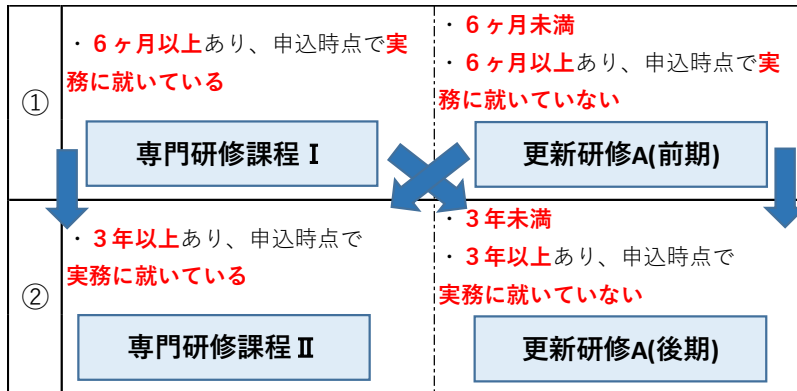 ①
・６ヶ月以上あり、申込時点で実
務に就いている
専門研修課程Ⅰ
・６ヶ月未満
・６ヶ月以上あり、申込時点で実
務に就いていない
更新研修A(前期)
②
・３年以上あり、申込時点で
実務に就いている
専門研修課程Ⅱ
・３年未満
・３年以上あり、申込時点で
実務に就いていない
更新研修A(後期)